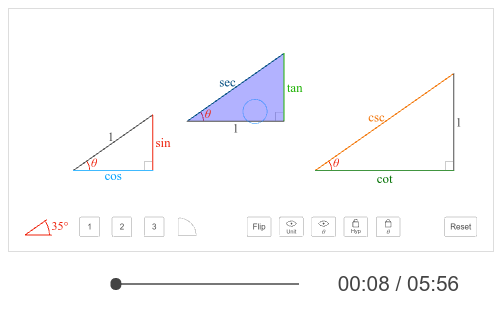 sec
tan
θ
1
csc
1
1
sin
θ
θ
cos
cot
35° 1 2 3 Flip Unit θ Hyp θ Reset
00:08 / 05:56